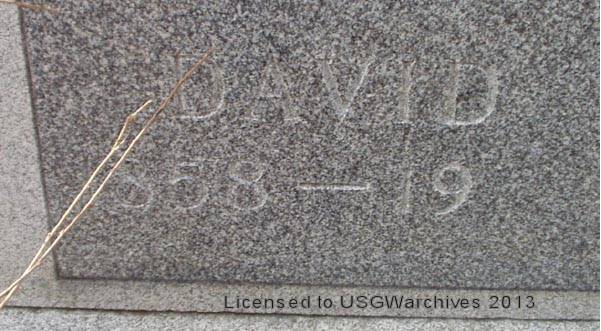 DAVID
858 — 19
Licensed to USGWarchives 2013